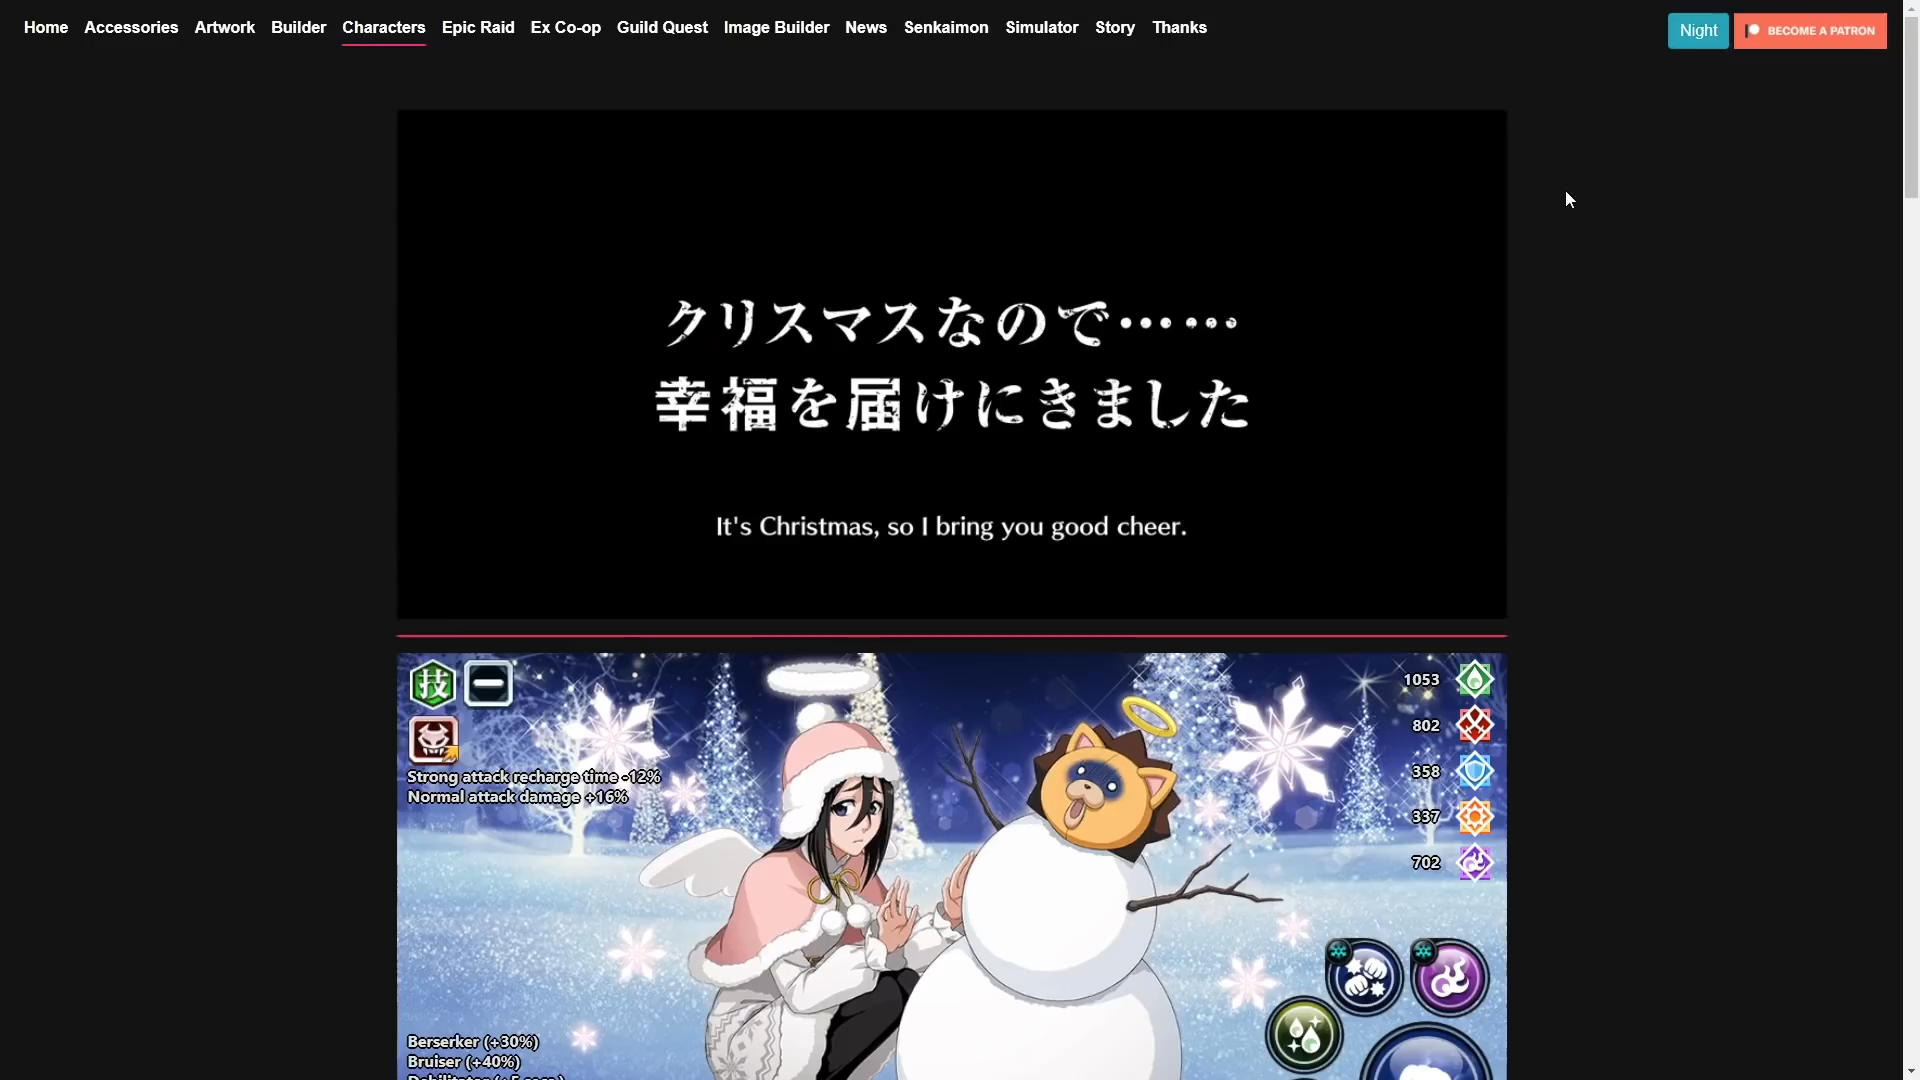 Home Accessories Artwork Builder Characters Epic Raid Ex Co-op Guild Quest Image Builder News Senkaimon Simulator Story Thanks
Night
BECOME A PATRON
クリスマスなので……
幸福を届けにきました
It's Christmas, so I bring you good cheer.
技
1053
802
358
337
702
Strong attack recharge time -12%
Normal attack damage +16%
Berserker (+30%)
Bruiser (+40%)